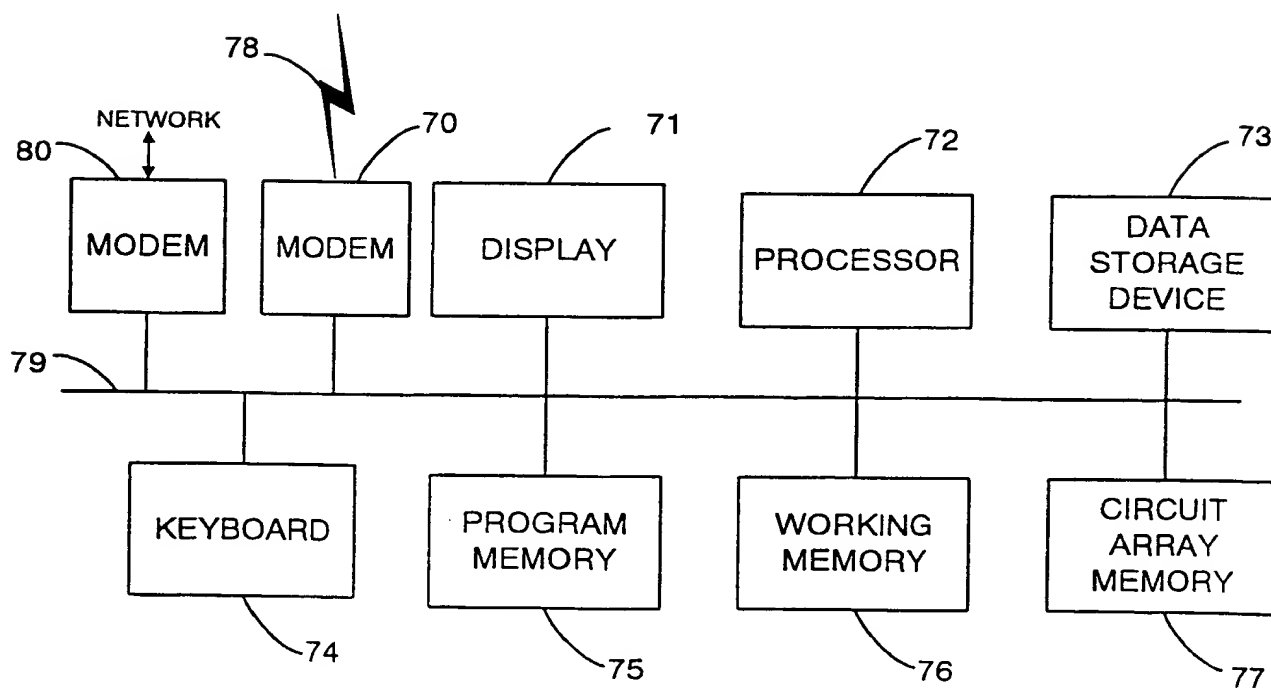 78
NETWORK
80
70
71
72
73
MODEM
MODEM
DISPLAY
PROCESSOR
DATA
STORAGE
DEVICE
79
KEYBOARD
PROGRAM
MEMORY
WORKING
MEMORY
CIRCUIT
ARRAY
MEMORY
74
75
76
77